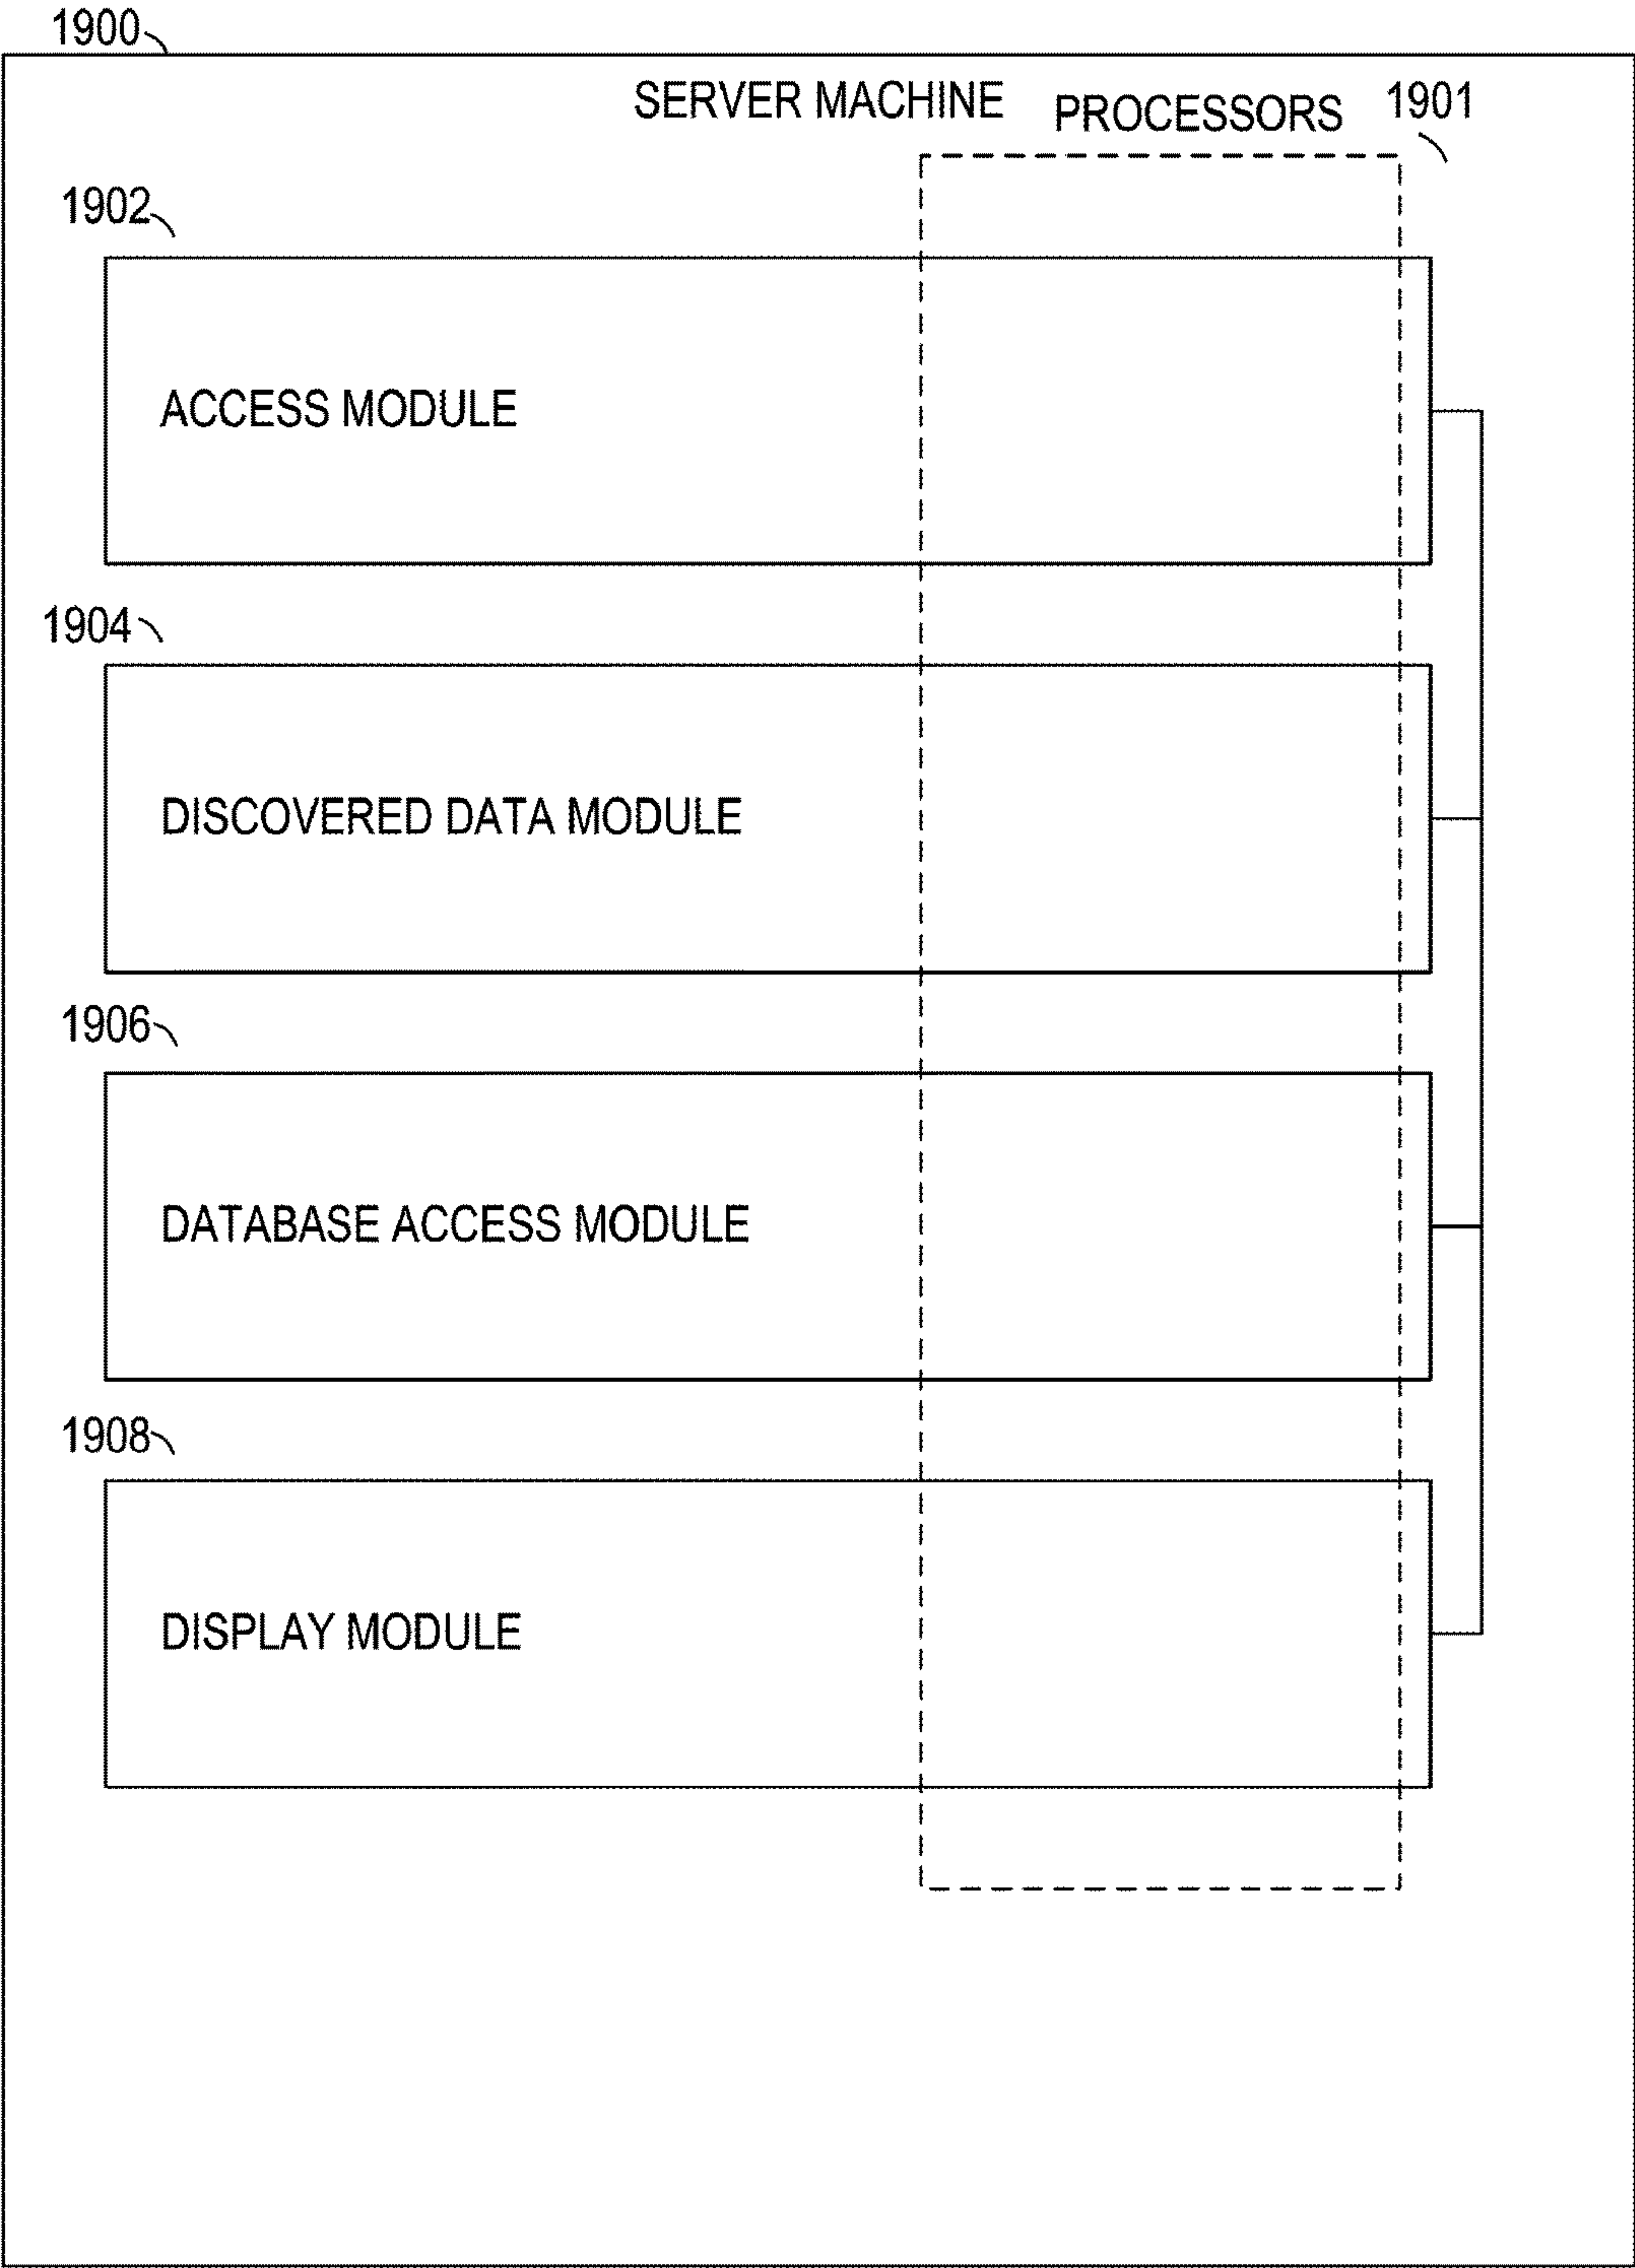 1900
SERVER MACHINE
PROCESSORS
1901
1902
ACCESS MODULE
1904
DISCOVERED DATA MODULE
1906
DATABASE ACCESS MODULE
1908
DISPLAY MODULE